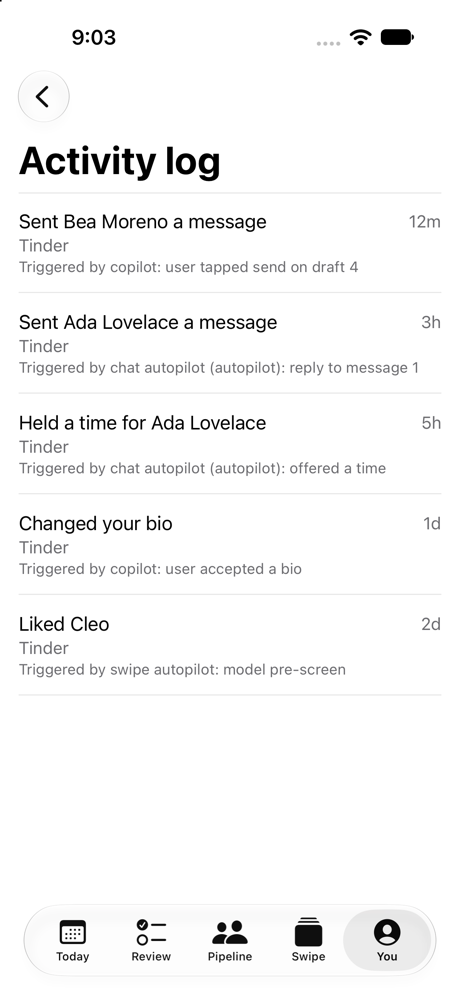 9:03
Activity log
Sent Bea Moreno a message
12m
Tinder
Triggered by copilot: user tapped send on draft 4
Sent Ada Lovelace a message
3h
Tinder
Triggered by chat autopilot (autopilot): reply to message 1
Held a time for Ada Lovelace
5h
Tinder
Triggered by chat autopilot (autopilot): offered a time
Changed your bio
1d
Tinder
Triggered by copilot: user accepted a bio
Liked Cleo
2d
Tinder
Triggered by swipe autopilot: model pre-screen
Today
Review
Pipeline
Swipe
You